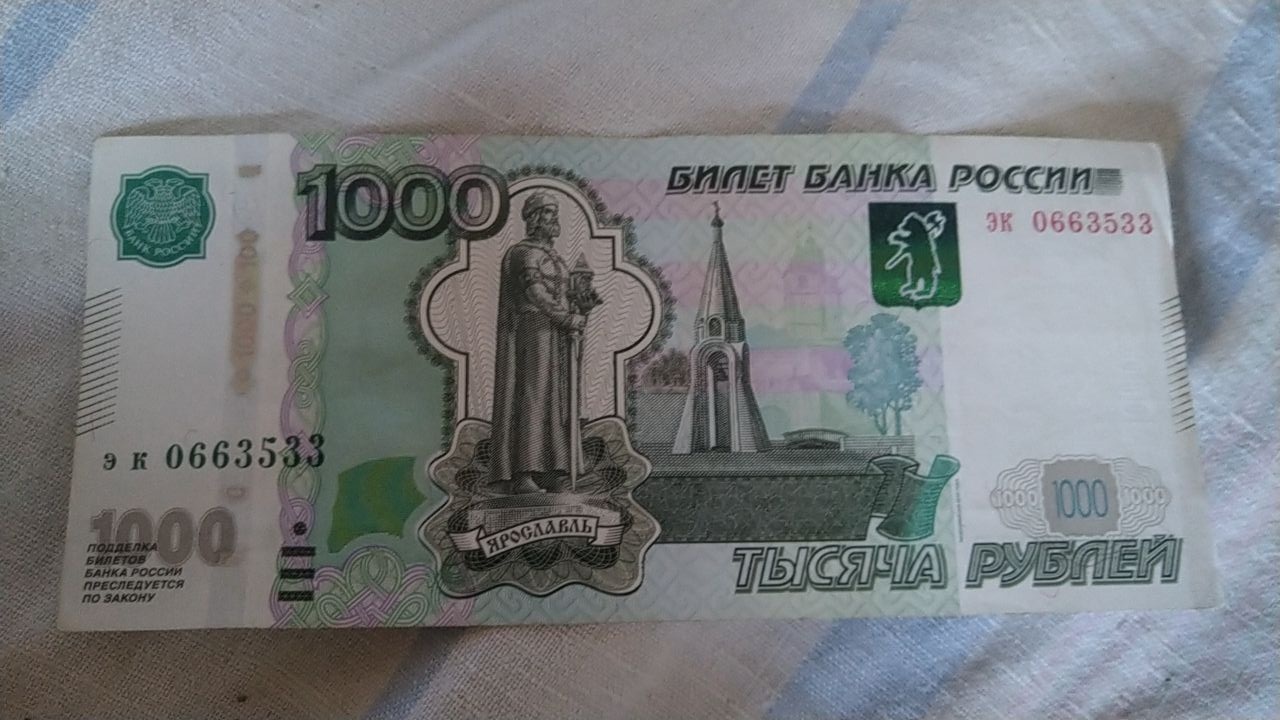 1000
БИЛЕТ БАНКА РОССИИ
эк 0663533
БАНК РОССИИ
эк 0663533
ЯРОСЛАВЛЬ
1000
ПОДДЕЛКА
БИЛЕТОВ
БАНКА РОССИИ
ПРЕСЛЕДУЕТСЯ
ПО ЗАКОНУ
1000 1000 1000
ТЫСЯЧА РУБЛЕЙ